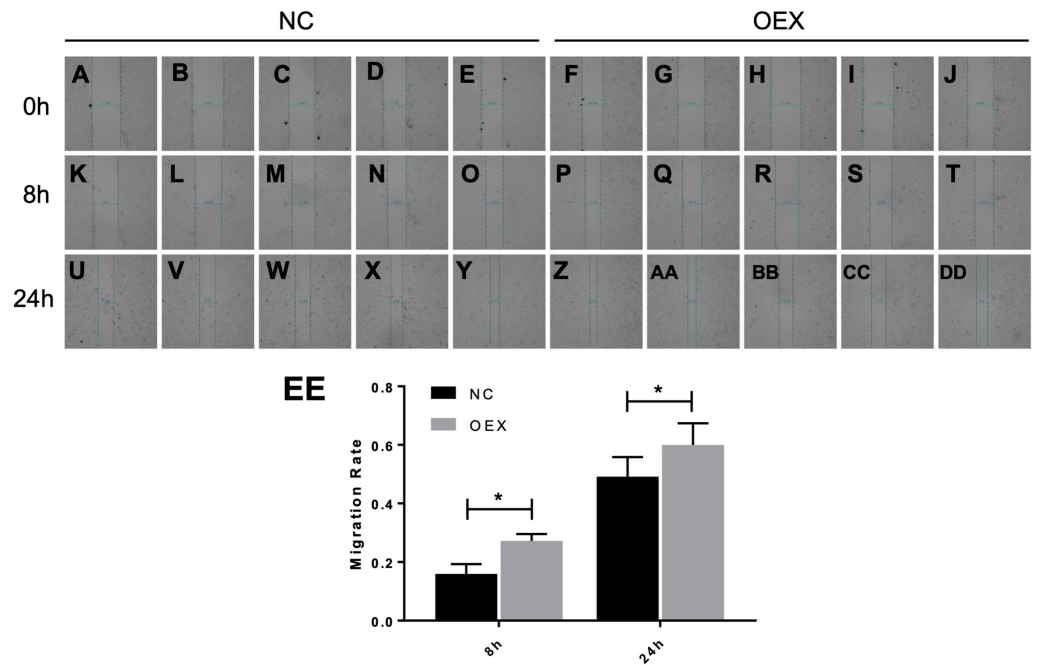 NC OEX
0h A B C D E F G H I J
8h K L M N O P Q R S T
24h U V W X Y Z AA BB CC DD
EE
0.8
0.6
0.4
0.2
0.0
Migration Rate
NC
OEX
*
*
8h
24h